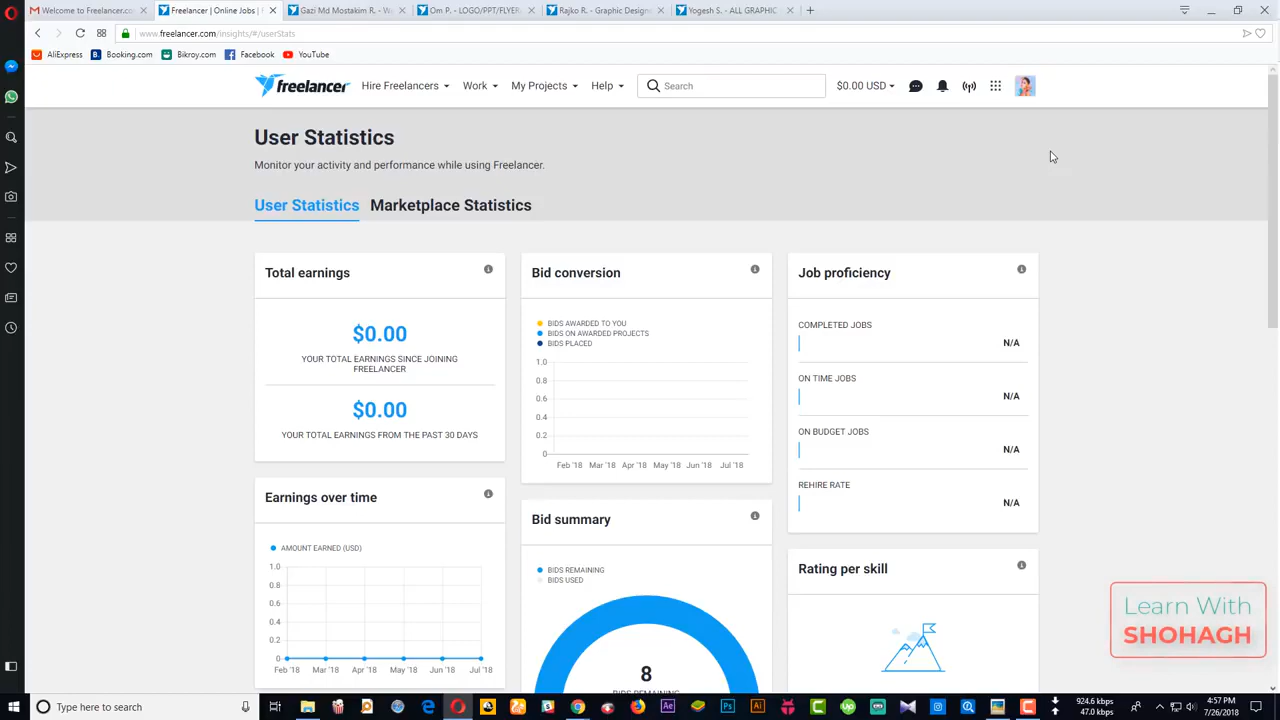 Welcome to Freelancer.co
Freelancer | Online Jobs |
Gazi Md Mostakim R. - W
Om P. - LOGO/PPT/FLYER
Rajko R. - Graphic Design
Yogesh S. - ALL GRAPHIC
www.freelancer.com/insights/#/userStats
AliExpress
Booking.com
Bikroy.com
Facebook
YouTube
freelancer
Hire Freelancers
Work
My Projects
Help
Search
$0.00 USD
User Statistics
Monitor your activity and performance while using Freelancer.
User Statistics
Marketplace Statistics
Total earnings
$0.00
YOUR TOTAL EARNINGS SINCE JOINING
FREELANCER
$0.00
YOUR TOTAL EARNINGS FROM THE PAST 30 DAYS
Earnings over time
AMOUNT EARNED (USD)
1.0
0.8
0.6
0.4
0.2
0
Feb '18 Mar '18 Apr '18 May '18 Jun '18 Jul '18
Bid conversion
BIDS AWARDED TO YOU
BIDS ON AWARDED PROJECTS
BIDS PLACED
1.0
0.8
0.6
0.4
0.2
0
Feb '18 Mar '18 Apr '18 May '18 Jun '18 Jul '18
Bid summary
BIDS REMAINING
BIDS USED
8
BIDS REMAINING
Job proficiency
COMPLETED JOBS
N/A
ON TIME JOBS
N/A
ON BUDGET JOBS
N/A
REHIRE RATE
N/A
Rating per skill
Learn With
SHOHAGH
Type here to search
924.6 kbps
47.0 kbps
4:57 PM
7/26/2018